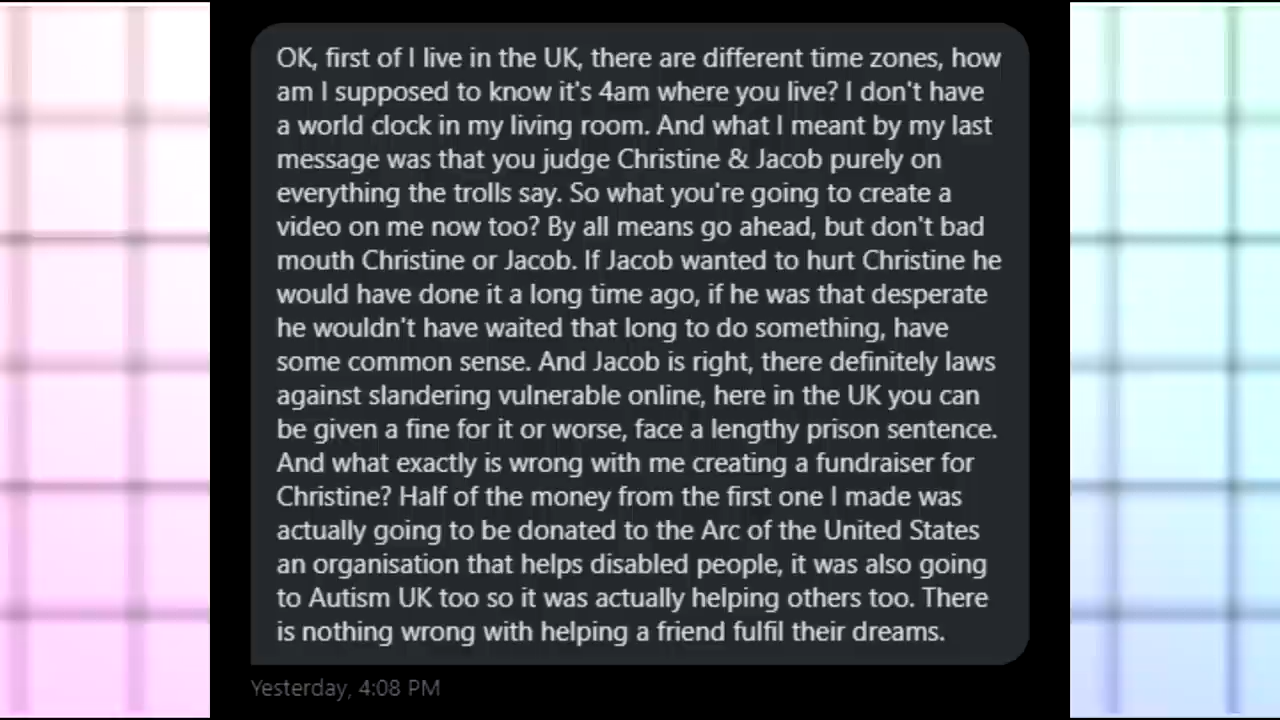 OK, first of I live in the UK, there are different time zones, how
am I supposed to know it's 4am where you live? I don't have
a world clock in my living room. And what I meant by my last
message was that you judge Christine & Jacob purely on
everything the trolls say. So what you're going to create a
video on me now too? By all means go ahead, but don't bad
mouth Christine or Jacob. If Jacob wanted to hurt Christine he
would have done it a long time ago, if he was that desperate
he wouldn't have waited that long to do something, have
some common sense. And Jacob is right, there definitely laws
against slandering vulnerable online, here in the UK you can
be given a fine for it or worse, face a lengthy prison sentence.
And what exactly is wrong with me creating a fundraiser for
Christine? Half of the money from the first one I made was
actually going to be donated to the Arc of the United States
an organisation that helps disabled people, it was also going
to Autism UK too so it was actually helping others too. There
is nothing wrong with helping a friend fulfil their dreams.
Yesterday, 4:08 PM